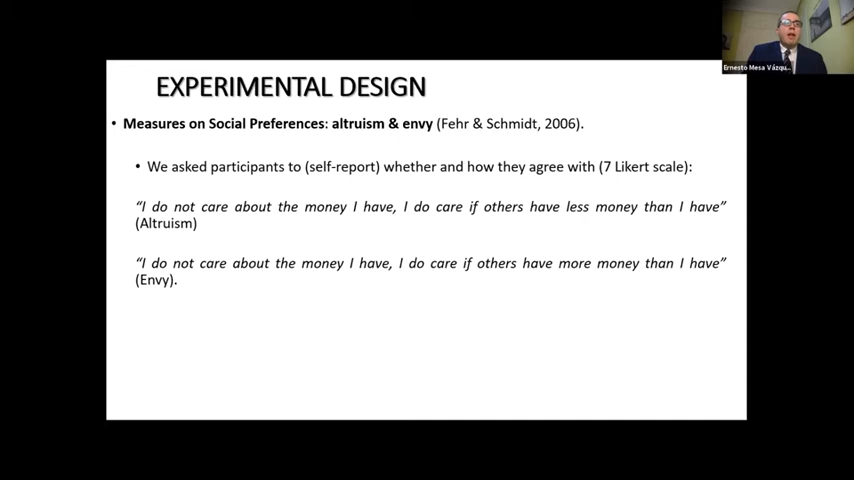 EXPERIMENTAL DESIGN
• Measures on Social Preferences: altruism & envy (Fehr & Schmidt, 2006).
• We asked participants to (self-report) whether and how they agree with (7 Likert scale):
“I do not care about the money I have, I do care if others have less money than I have”
(Altruism)
“I do not care about the money I have, I do care if others have more money than I have”
(Envy).
Ernesto Mesa Vázqu...